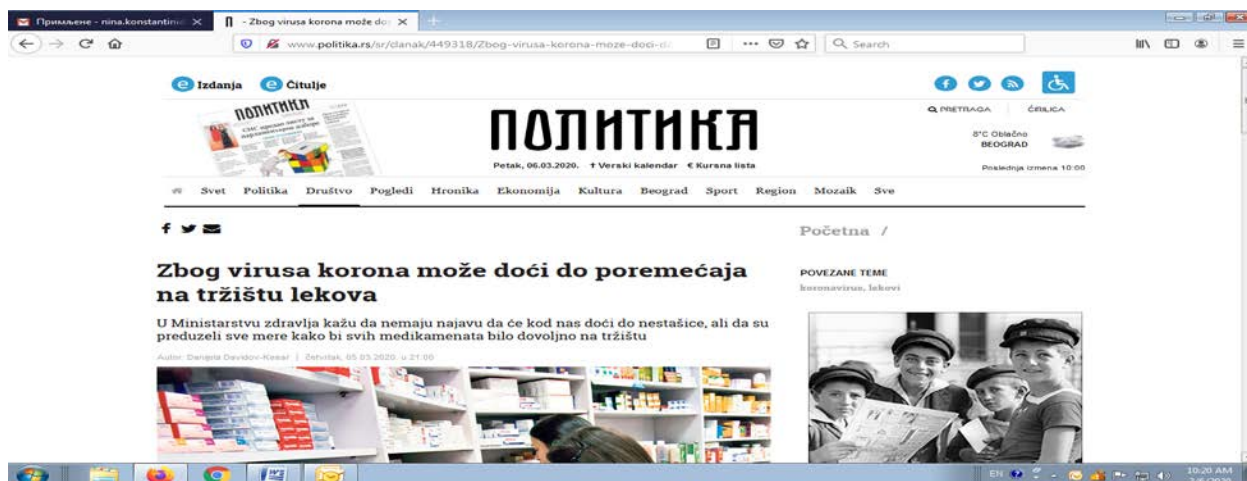 Примљене - nina.konstantini
- Zbog virusa korona može do
www.politika.rs/sr/clanak/449318/Zbog-virusa-korona-moze-doci-d
Search
Izdanja
Čitulje
ПОЛИТИКА
ПОЛИТИКА
PRETRAGA
ĆIRILICA
8°C Oblačno
BEOGRAD
Petak, 06.03.2020. Verski kalendar € Kursna lista
Poslednja izmena 10:00
Svet Politika Društvo Pogledi Hronika Ekonomija Kultura Beograd Sport Region Mozaik Sve
Početna /
Zbog virusa korona može doći do poremećaja
na tržištu lekova
POVEZANE TEME
koronavirus, lekovi
U Ministarstvu zdravlja kažu da nemaju najavu da će kod nas doći do nestašice, ali da su
preduzeli sve mere kako bi svih medikamenata bilo dovoljno na tržištu
Autor: Danijela Davidov-Kesar | četvrtak, 05.03.2020. u 21:00
EN
10:20 AM